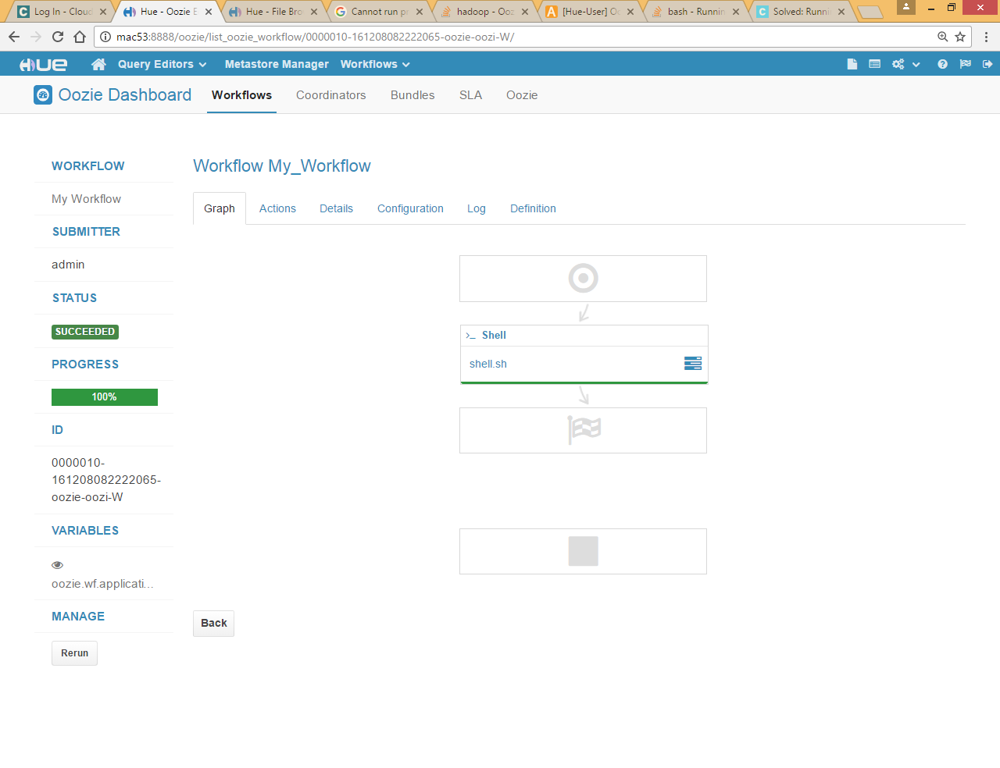 Log In - Cloud
Hue - Oozie E
Hue - File Bro
Cannot run pr
hadoop - Ooz
[Hue-User] Oo
bash - Runnin
Solved: Runni
mac53:8888/oozie/list_oozie_workflow/0000010-161208082222065-oozie-oozi-W/
HUE
Query Editors
Metastore Manager
Workflows
Oozie Dashboard
Workflows
Coordinators
Bundles
SLA
Oozie
WORKFLOW
My Workflow
SUBMITTER
admin
STATUS
SUCCEEDED
PROGRESS
100%
ID
0000010-
161208082222065-
oozie-oozi-W
VARIABLES
oozie.wf.applicati...
MANAGE
Rerun
Workflow My_Workflow
Graph
Actions
Details
Configuration
Log
Definition
Shell
shell.sh
Back